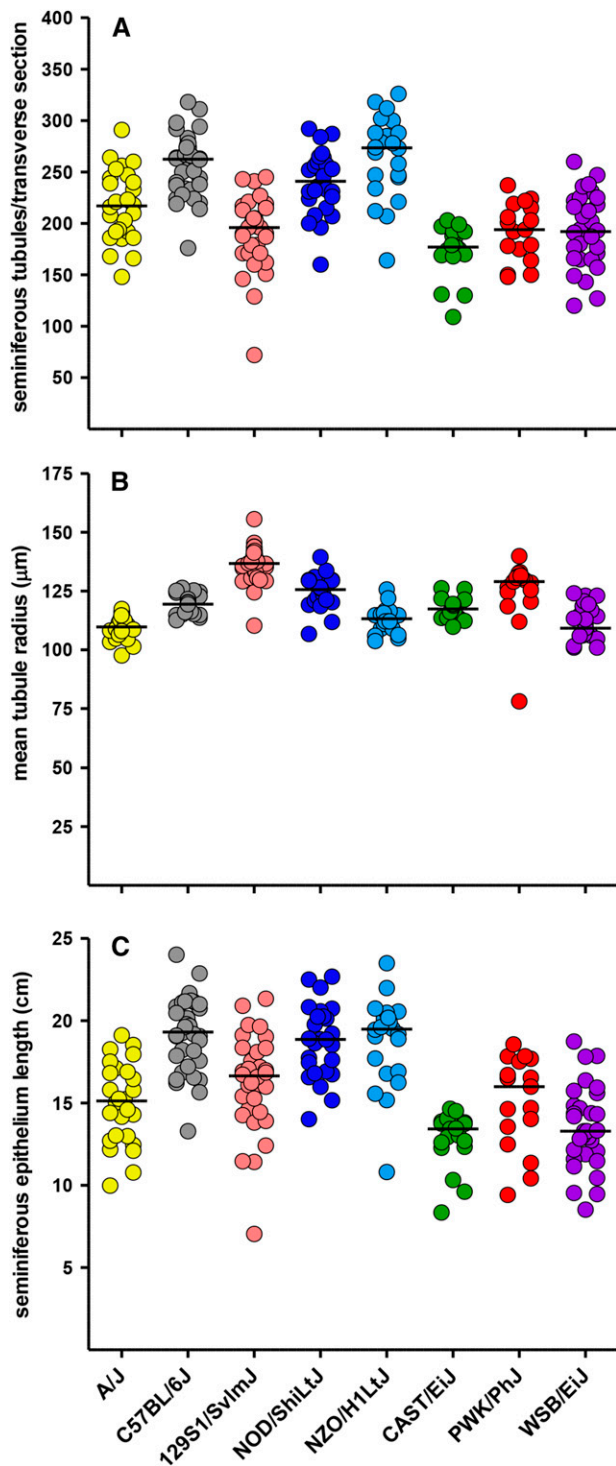 A
seminiferous tubules/transverse section
400
350
300
250
200
150
100
50
B
mean tubule radius (μm)
175
150
125
100
75
50
25
C
seminiferous epithelium length (cm)
25
20
15
10
5
A/J
C57BL/6J
129S1/SvImJ
NOD/ShiLtJ
NZO/H1LtJ
CAST/EiJ
PWK/PhJ
WSB/EiJ